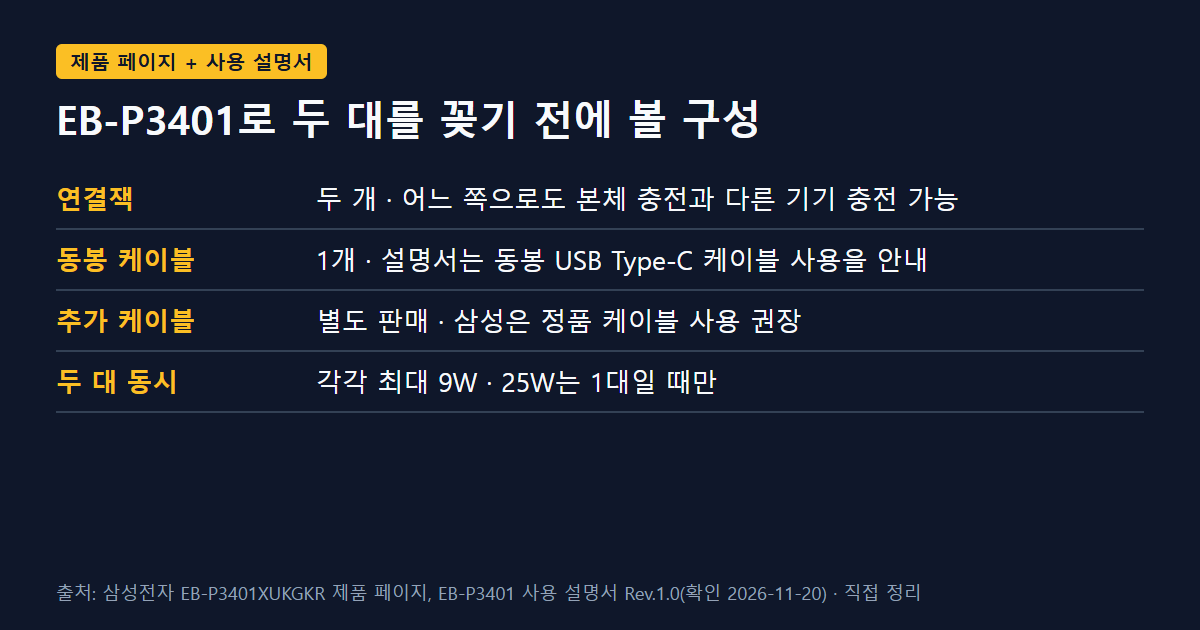 제품 페이지 + 사용 설명서
EB-P3401로 두 대를 꽂기 전에 볼 구성
연결잭 두 개 · 어느 쪽으로도 본체 충전과 다른 기기 충전 가능
동봉 케이블 1개 · 설명서는 동봉 USB Type-C 케이블 사용을 안내
추가 케이블 별도 판매 · 삼성은 정품 케이블 사용 권장
두 대 동시 각각 최대 9W · 25W는 1대일 때만
출처: 삼성전자 EB-P3401XUKGKR 제품 페이지, EB-P3401 사용 설명서 Rev.1.0(확인 2026-11-20) · 직접 정리